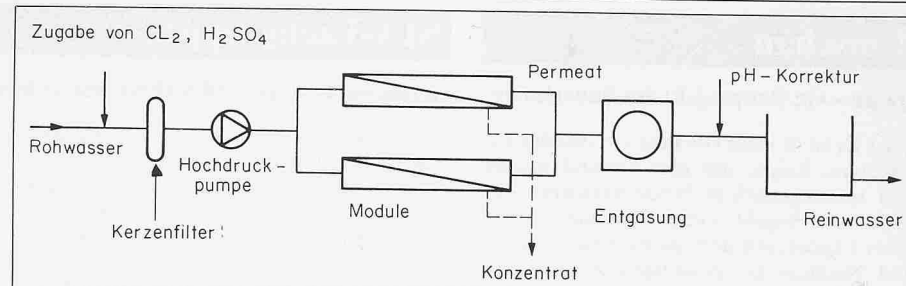 Zugabe von CL₂, H₂SO₄
Rohwasser
Kerzenfilter
Hochdruck-
pumpe
Module
Permeat
Konzentrat
Entgasung
pH-Korrektur
Reinwasser